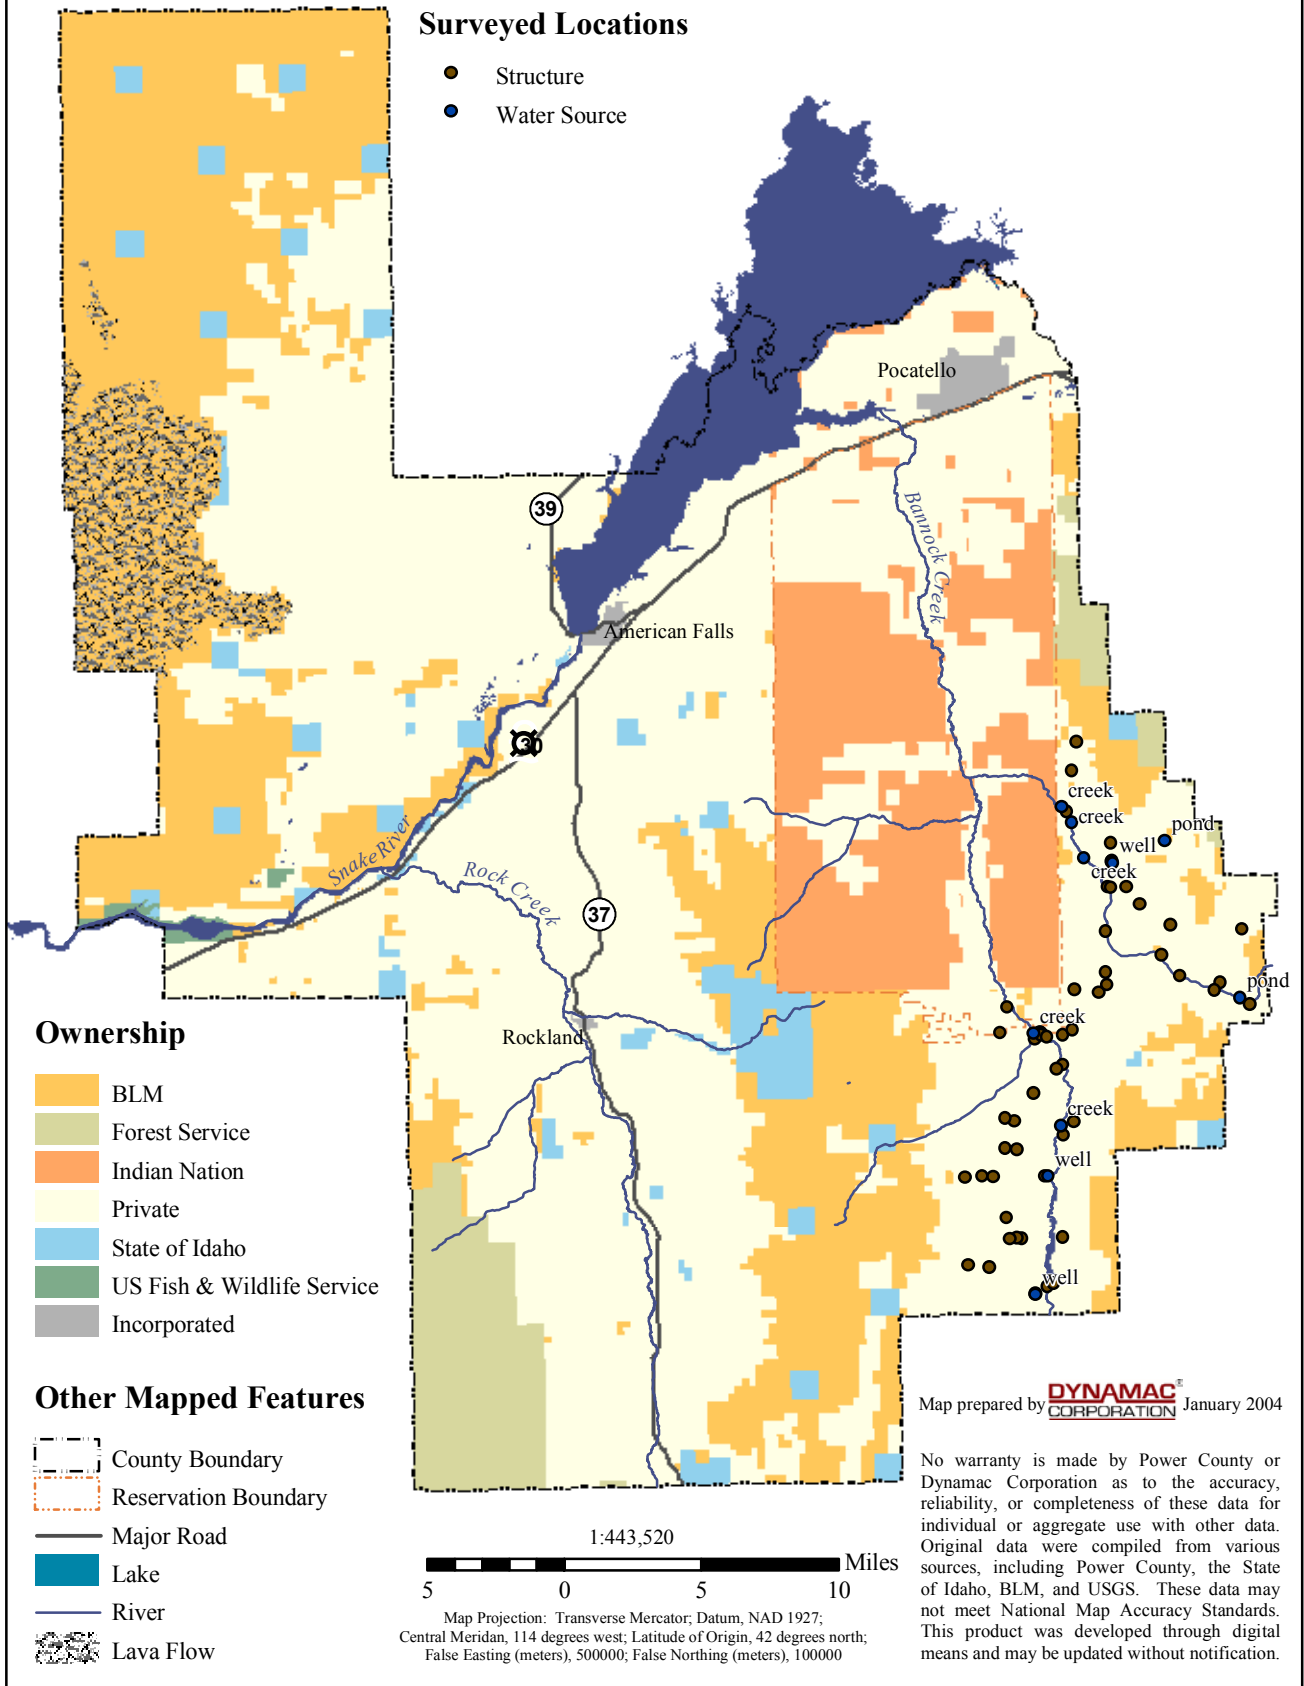 Surveyed Locations
Structure
Water Source
Pocatello
39
Bannock Creek
American Falls
30
creek
creek
pond
well
creek
Snake River
Rock Creek
37
pond
creek
Rockland
creek
well
well
Ownership
BLM
Forest Service
Indian Nation
Private
State of Idaho
US Fish & Wildlife Service
Incorporated
Other Mapped Features
County Boundary
Reservation Boundary
Major Road
Lake
River
Lava Flow
1:443,520
Miles
5 0 5 10
Map Projection: Transverse Mercator; Datum, NAD 1927;
Central Meridian, 114 degrees west; Latitude of Origin, 42 degrees north;
False Easting (meters), 500000; False Northing (meters), 100000
Map prepared by DYNAMAC CORPORATION® January 2004
No warranty is made by Power County or
Dynamac Corporation as to the accuracy,
reliability, or completeness of these data for
individual or aggregate use with other data.
Original data were compiled from various
sources, including Power County, the State
of Idaho, BLM, and USGS. These data may
not meet National Map Accuracy Standards.
This product was developed through digital
means and may be updated without notification.